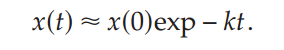 x(t) ≈ x(0)exp – kt.